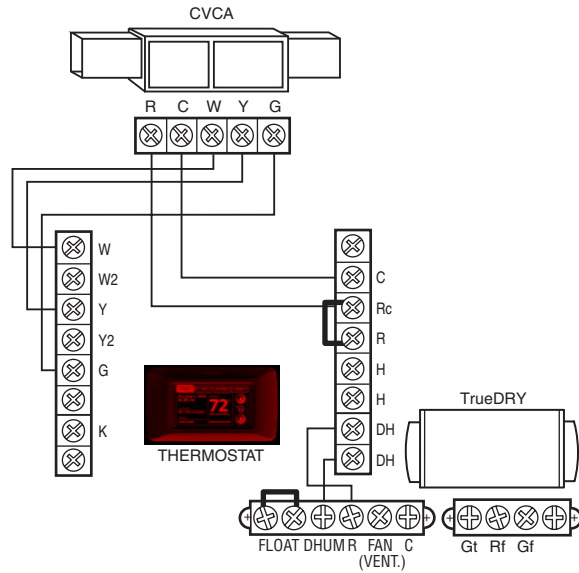 CVCA
R C W Y G
W
W2
Y
Y2
G
K
C
Rc
R
H
H
DH
DH
72
THERMOSTAT
TrueDRY
FLOAT DHUM R FAN C
(VENT.)
Gt Rf Gf